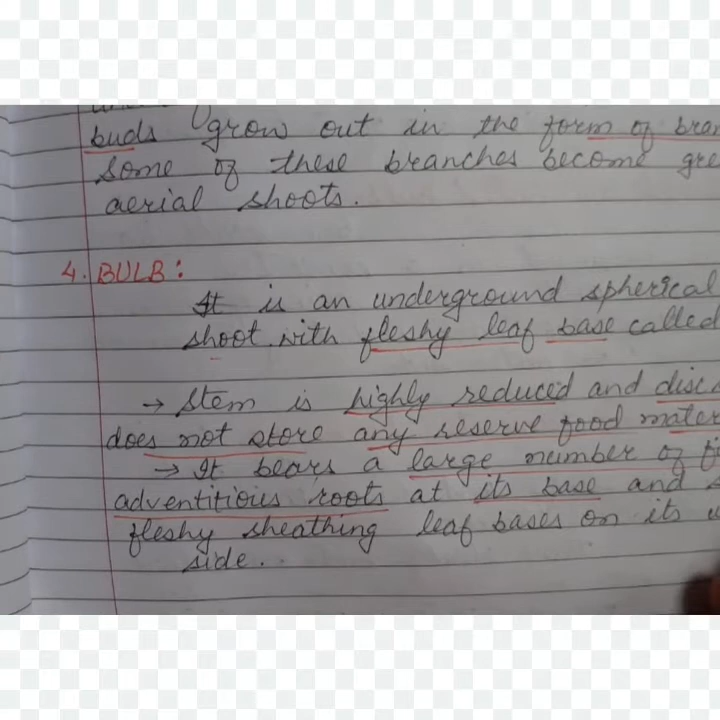 buds grow out in the form of
some of these branches become
aerial shoots.
4. BULB:
It is an underground spherical
shoot with fleshy leaf base called
→ Stem is highly reduced and
does not store any reserve food
→ It bears a large number of
adventitious roots at its base and
fleshy sheathing leaf bases on its
side.